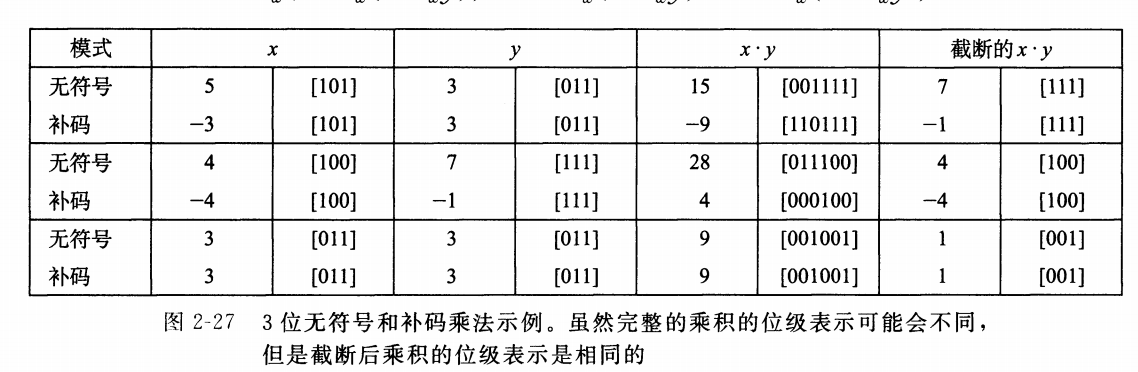 模式 x y x·y 截断的x·y
无符号 5 [101] 3 [011] 15 [001111] 7 [111]
补码 −3 [101] 3 [011] −9 [110111] −1 [111]
无符号 4 [100] 7 [111] 28 [011100] 4 [100]
补码 −4 [100] −1 [111] 4 [000100] −4 [100]
无符号 3 [011] 3 [011] 9 [001001] 1 [001]
补码 3 [011] 3 [011] 9 [001001] 1 [001]
图 2-27 3位无符号和补码乘法示例。虽然完整的乘积的位级表示可能会不同，
但是截断后乘积的位级表示是相同的